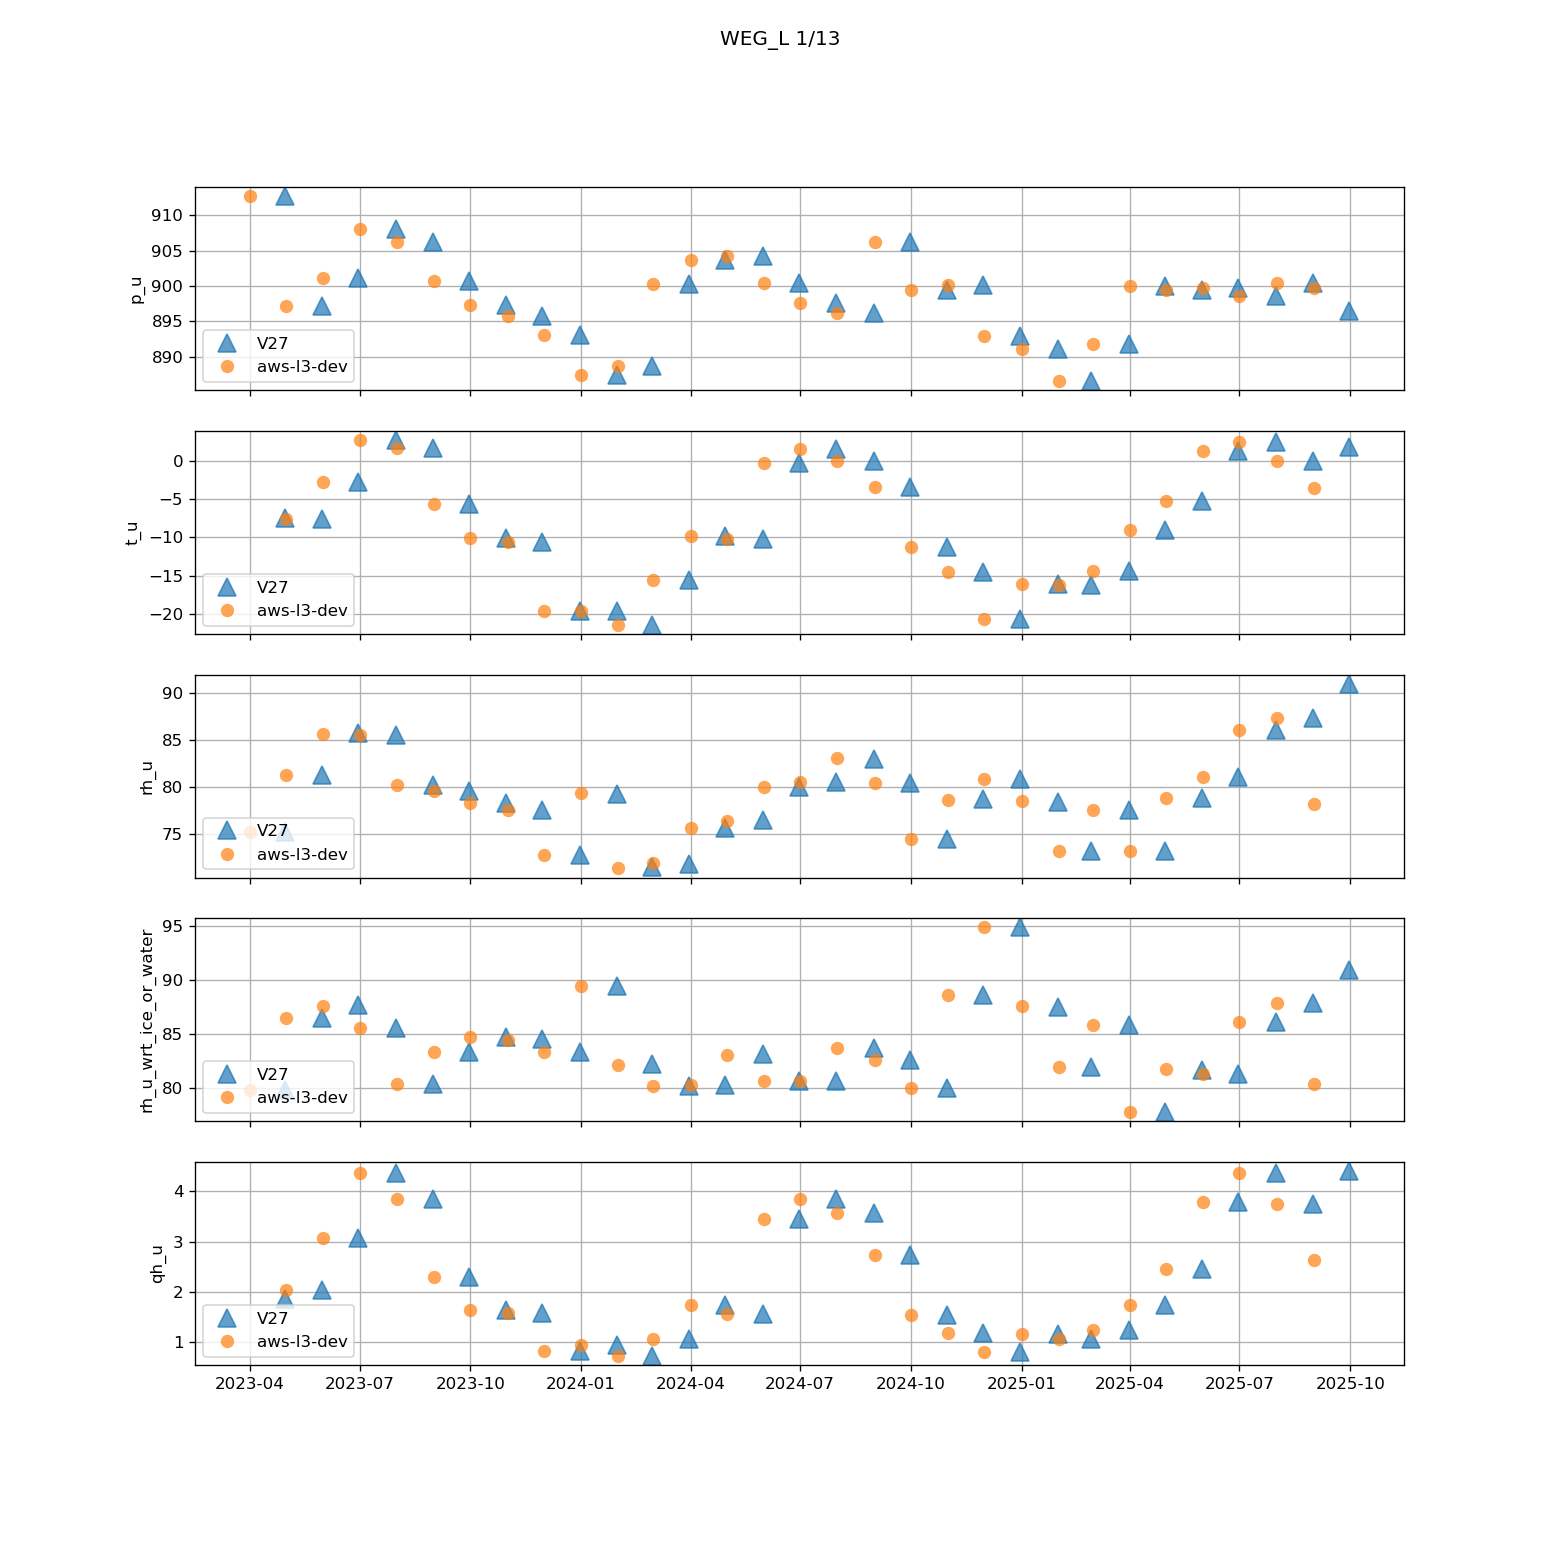 WEG_L 1/13
p_u
910
905
900
895
890
V27
aws-l3-dev
t_u
0
−5
−10
−15
−20
V27
aws-l3-dev
rh_u
90
85
80
75
V27
aws-l3-dev
rh_u_wrt_ice_or_water
95
90
85
80
V27
aws-l3-dev
qh_u
4
3
2
1
V27
aws-l3-dev
2023-04 2023-07 2023-10 2024-01 2024-04 2024-07 2024-10 2025-01 2025-04 2025-07 2025-10